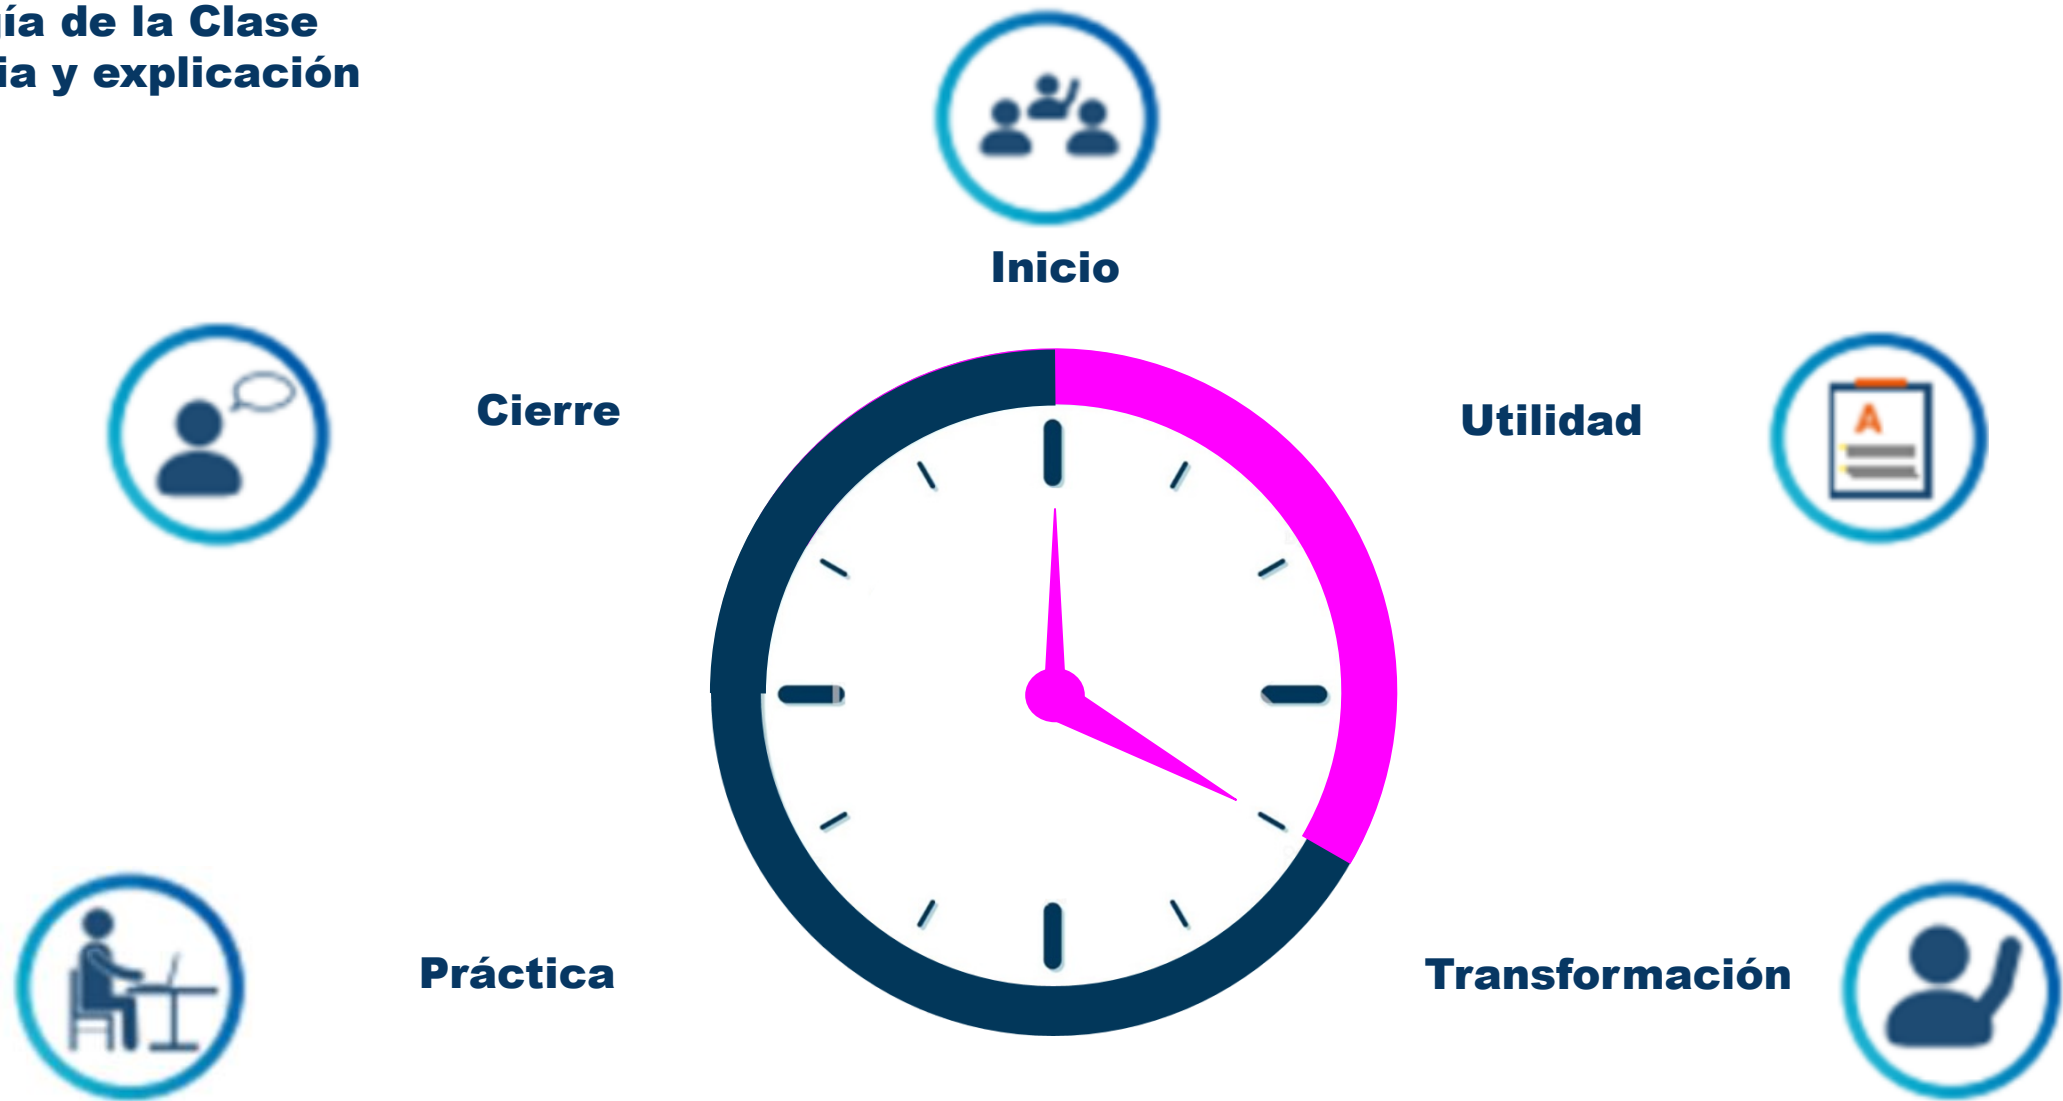 ía de la Clase
ia y explicación
Inicio
Cierre
Utilidad
A
Práctica
Transformación